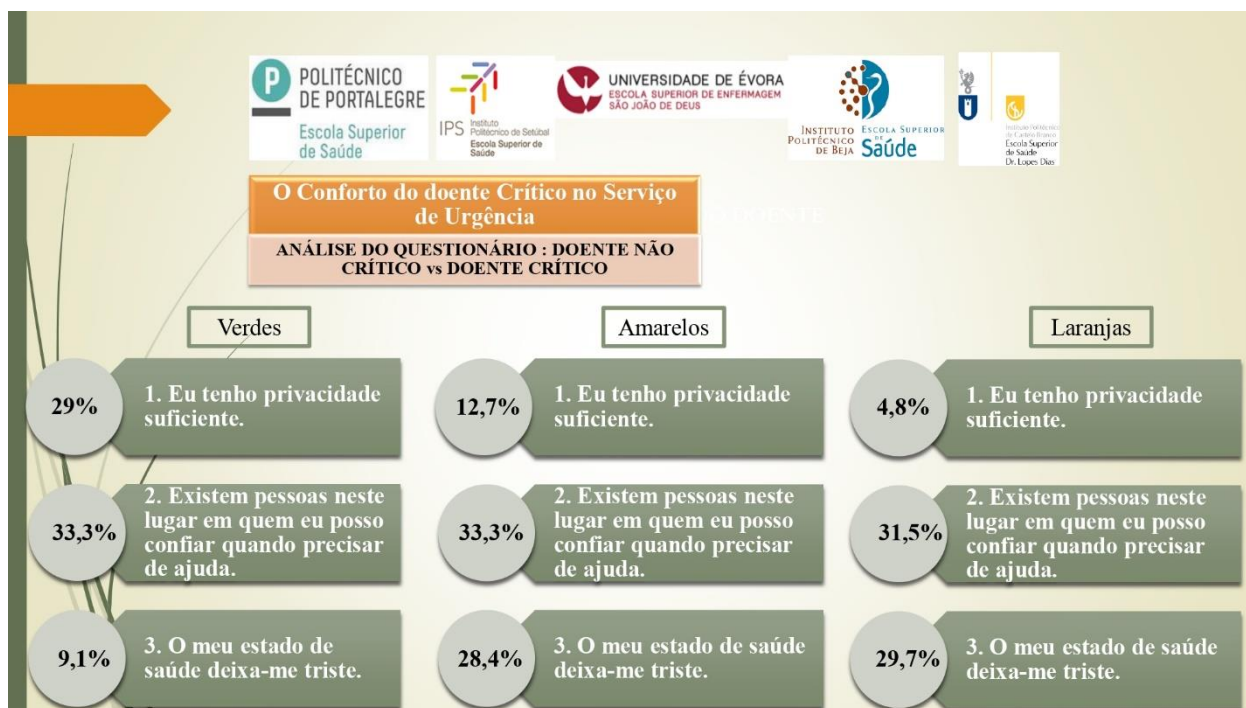 POLITÉCNICO
DE PORTALEGRE
Escola Superior
de Saúde
IPS Instituto
Politécnico de Setúbal
Escola Superior de
Saúde
UNIVERSIDADE DE ÉVORA
ESCOLA SUPERIOR DE ENFERMAGEM
SÃO JOÃO DE DEUS
INSTITUTO
POLITÉCNICO
DE BEJA
ESCOLA SUPERIOR
DE
Saúde
Instituto Politécnico
de Castelo Branco
Escola Superior
de Saúde
Dr. Lopes Dias
O Conforto do doente Crítico no Serviço
de Urgência
DOENTE
ANÁLISE DO QUESTIONÁRIO : DOENTE NÃO
CRÍTICO vs DOENTE CRÍTICO
Verdes
29%
1. Eu tenho privacidade
suficiente.
33,3%
2. Existem pessoas neste
lugar em quem eu posso
confiar quando precisar
de ajuda.
9,1%
3. O meu estado de
saúde deixa-me triste.
Amarelos
12,7%
1. Eu tenho privacidade
suficiente.
33,3%
2. Existem pessoas neste
lugar em quem eu posso
confiar quando precisar
de ajuda.
28,4%
3. O meu estado de saúde
deixa-me triste.
Laranjas
4,8%
1. Eu tenho privacidade
suficiente.
31,5%
2. Existem pessoas neste
lugar em quem eu posso
confiar quando precisar
de ajuda.
29,7%
3. O meu estado de saúde
deixa-me triste.